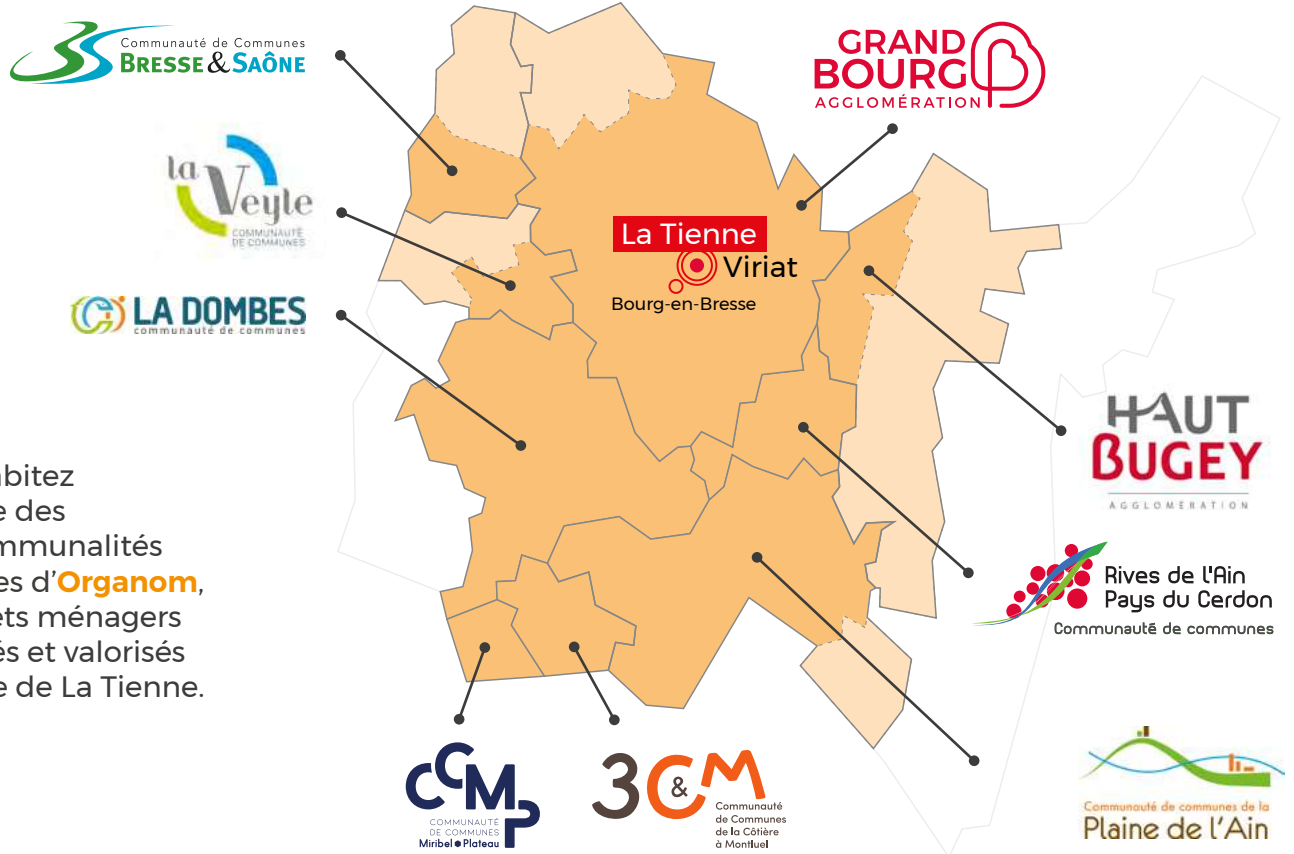 Communauté de Communes
BRESSE & SAÔNE
GRAND
BOURG
AGGLOMÉRATION
la
Veyle
COMMUNAUTÉ
DE COMMUNES
La Tienne
Viriat
Bourg-en-Bresse
LA DOMBES
communauté de communes
HAUT
BUGEY
AGGLOMÉRATION
abitez
e des
mmunalités
es d'Organom,
ets ménagers
és et valorisés
e de La Tienne.
Rives de l'Ain
Pays du Cerdon
Communauté de communes
CCMP
COMMUNAUTÉ
DE COMMUNES
Miribel Plateau
3C&M
Communauté
de Communes
de la Côtière
à Montluel
Communauté de communes de la
Plaine de l'Ain